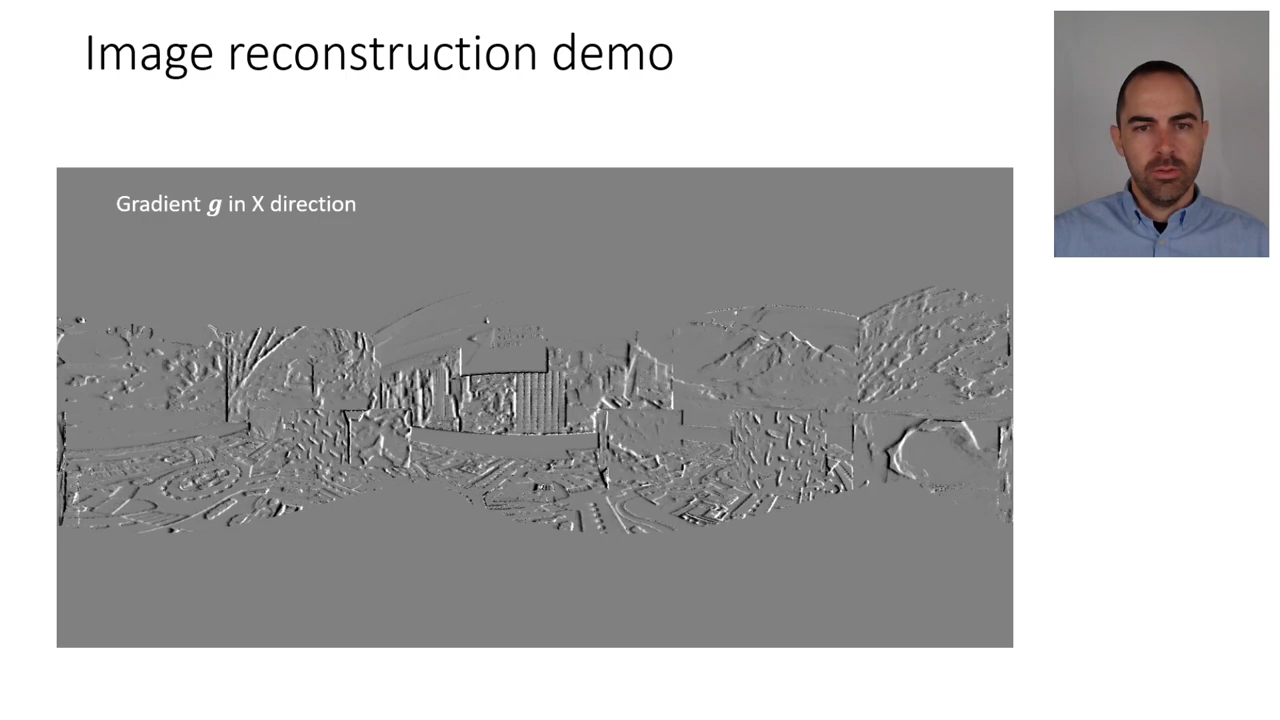 Image reconstruction demo
Gradient g in X direction